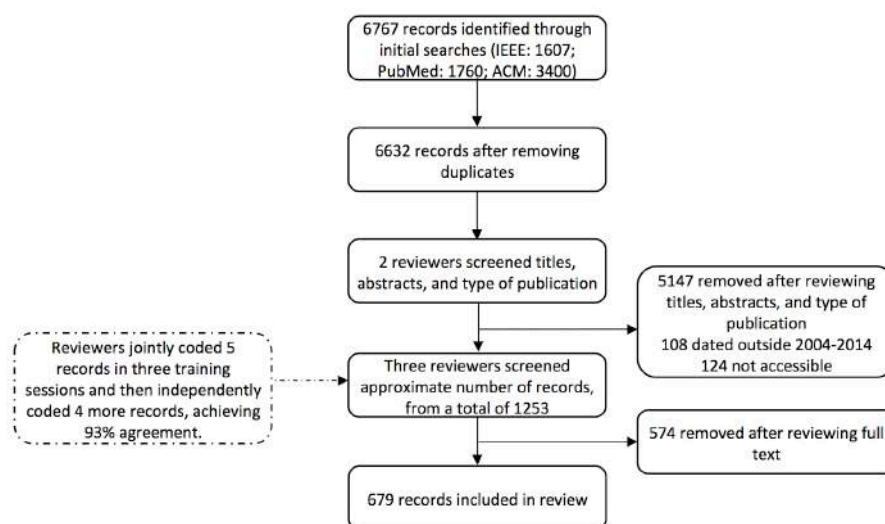 6767 records identified through
initial searches (IEEE: 1607;
PubMed: 1760; ACM: 3400)
6632 records after removing
duplicates
2 reviewers screened titles,
abstracts, and type of publication
5147 removed after reviewing
titles, abstracts, and type of
publication
108 dated outside 2004-2014
124 not accessible
Reviewers jointly coded 5
records in three training
sessions and then independently
coded 4 more records, achieving
93% agreement.
Three reviewers screened
approximate number of records,
from a total of 1253
574 removed after reviewing full
text
679 records included in review